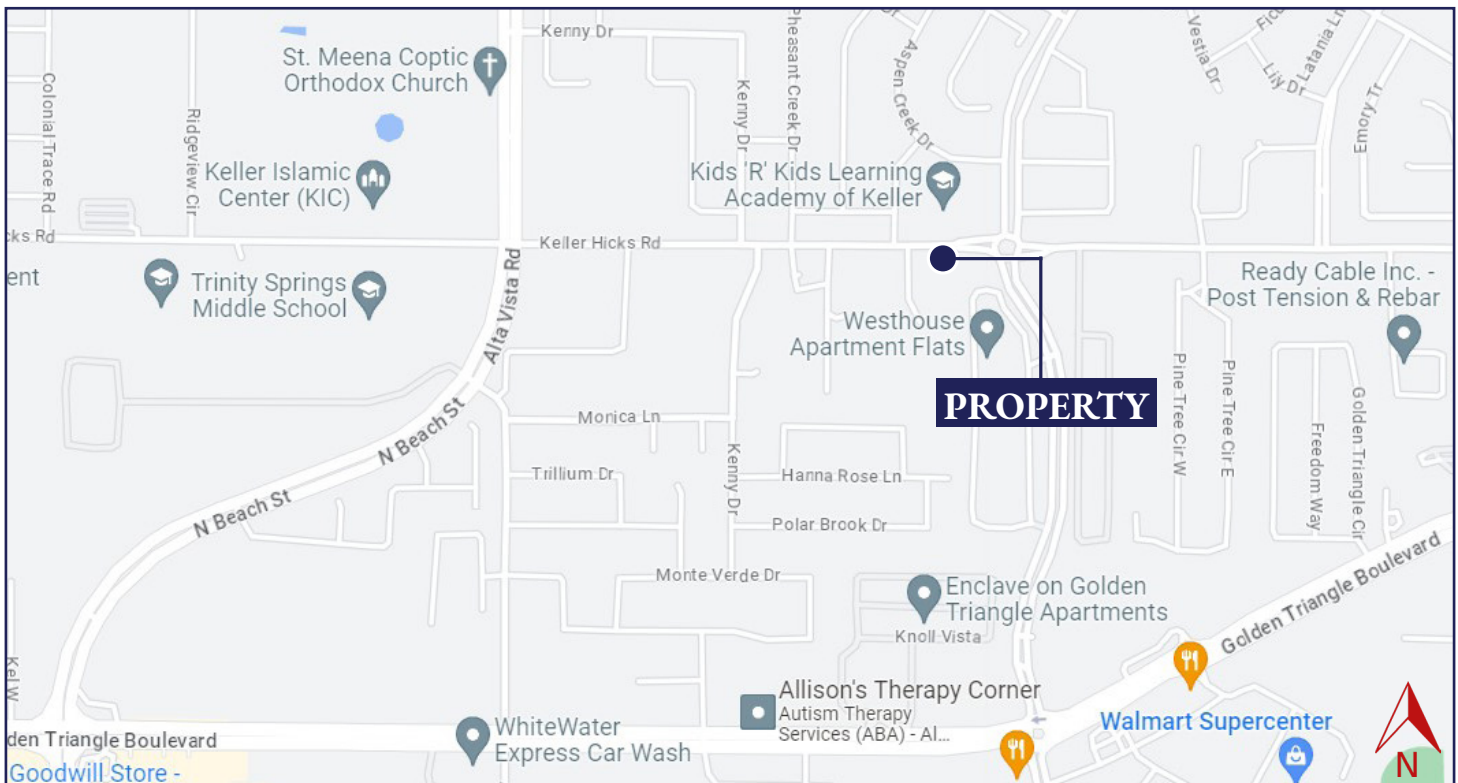 Kenny Dr
St. Meena Coptic
Orthodox Church
Colonial Trace Rd
Ridgeview Cir
Kenny Dr
Pheasant Creek Dr
Aspen Creek Dr
Dr
Vestia Dr
Fico
Latania Ln
Lily Dr
Emory Tr
Keller Islamic
Center (KIC)
Kids 'R' Kids Learning
Academy of Keller
cks Rd
Keller Hicks Rd
ent
Trinity Springs
Middle School
Alta Vista Rd
Westhouse
Apartment Flats
Ready Cable Inc. -
Post Tension & Rebar
PROPERTY
Pine Tree Cir W
Pine Tree Cir E
Freedom Way
Golden Triangle Cir
N Beach St
Monica Ln
Kenny Dr
Trillium Dr
Hanna Rose Ln
N Beach St
Polar Brook Dr
Monte Verde Dr
Enclave on Golden
Triangle Apartments
Knoll Vista
Golden Triangle Boulevard
Kel W
Allison's Therapy Corner
Autism Therapy
Services (ABA) - Al...
WhiteWater
Express Car Wash
Walmart Supercenter
den Triangle Boulevard
Goodwill Store -
N